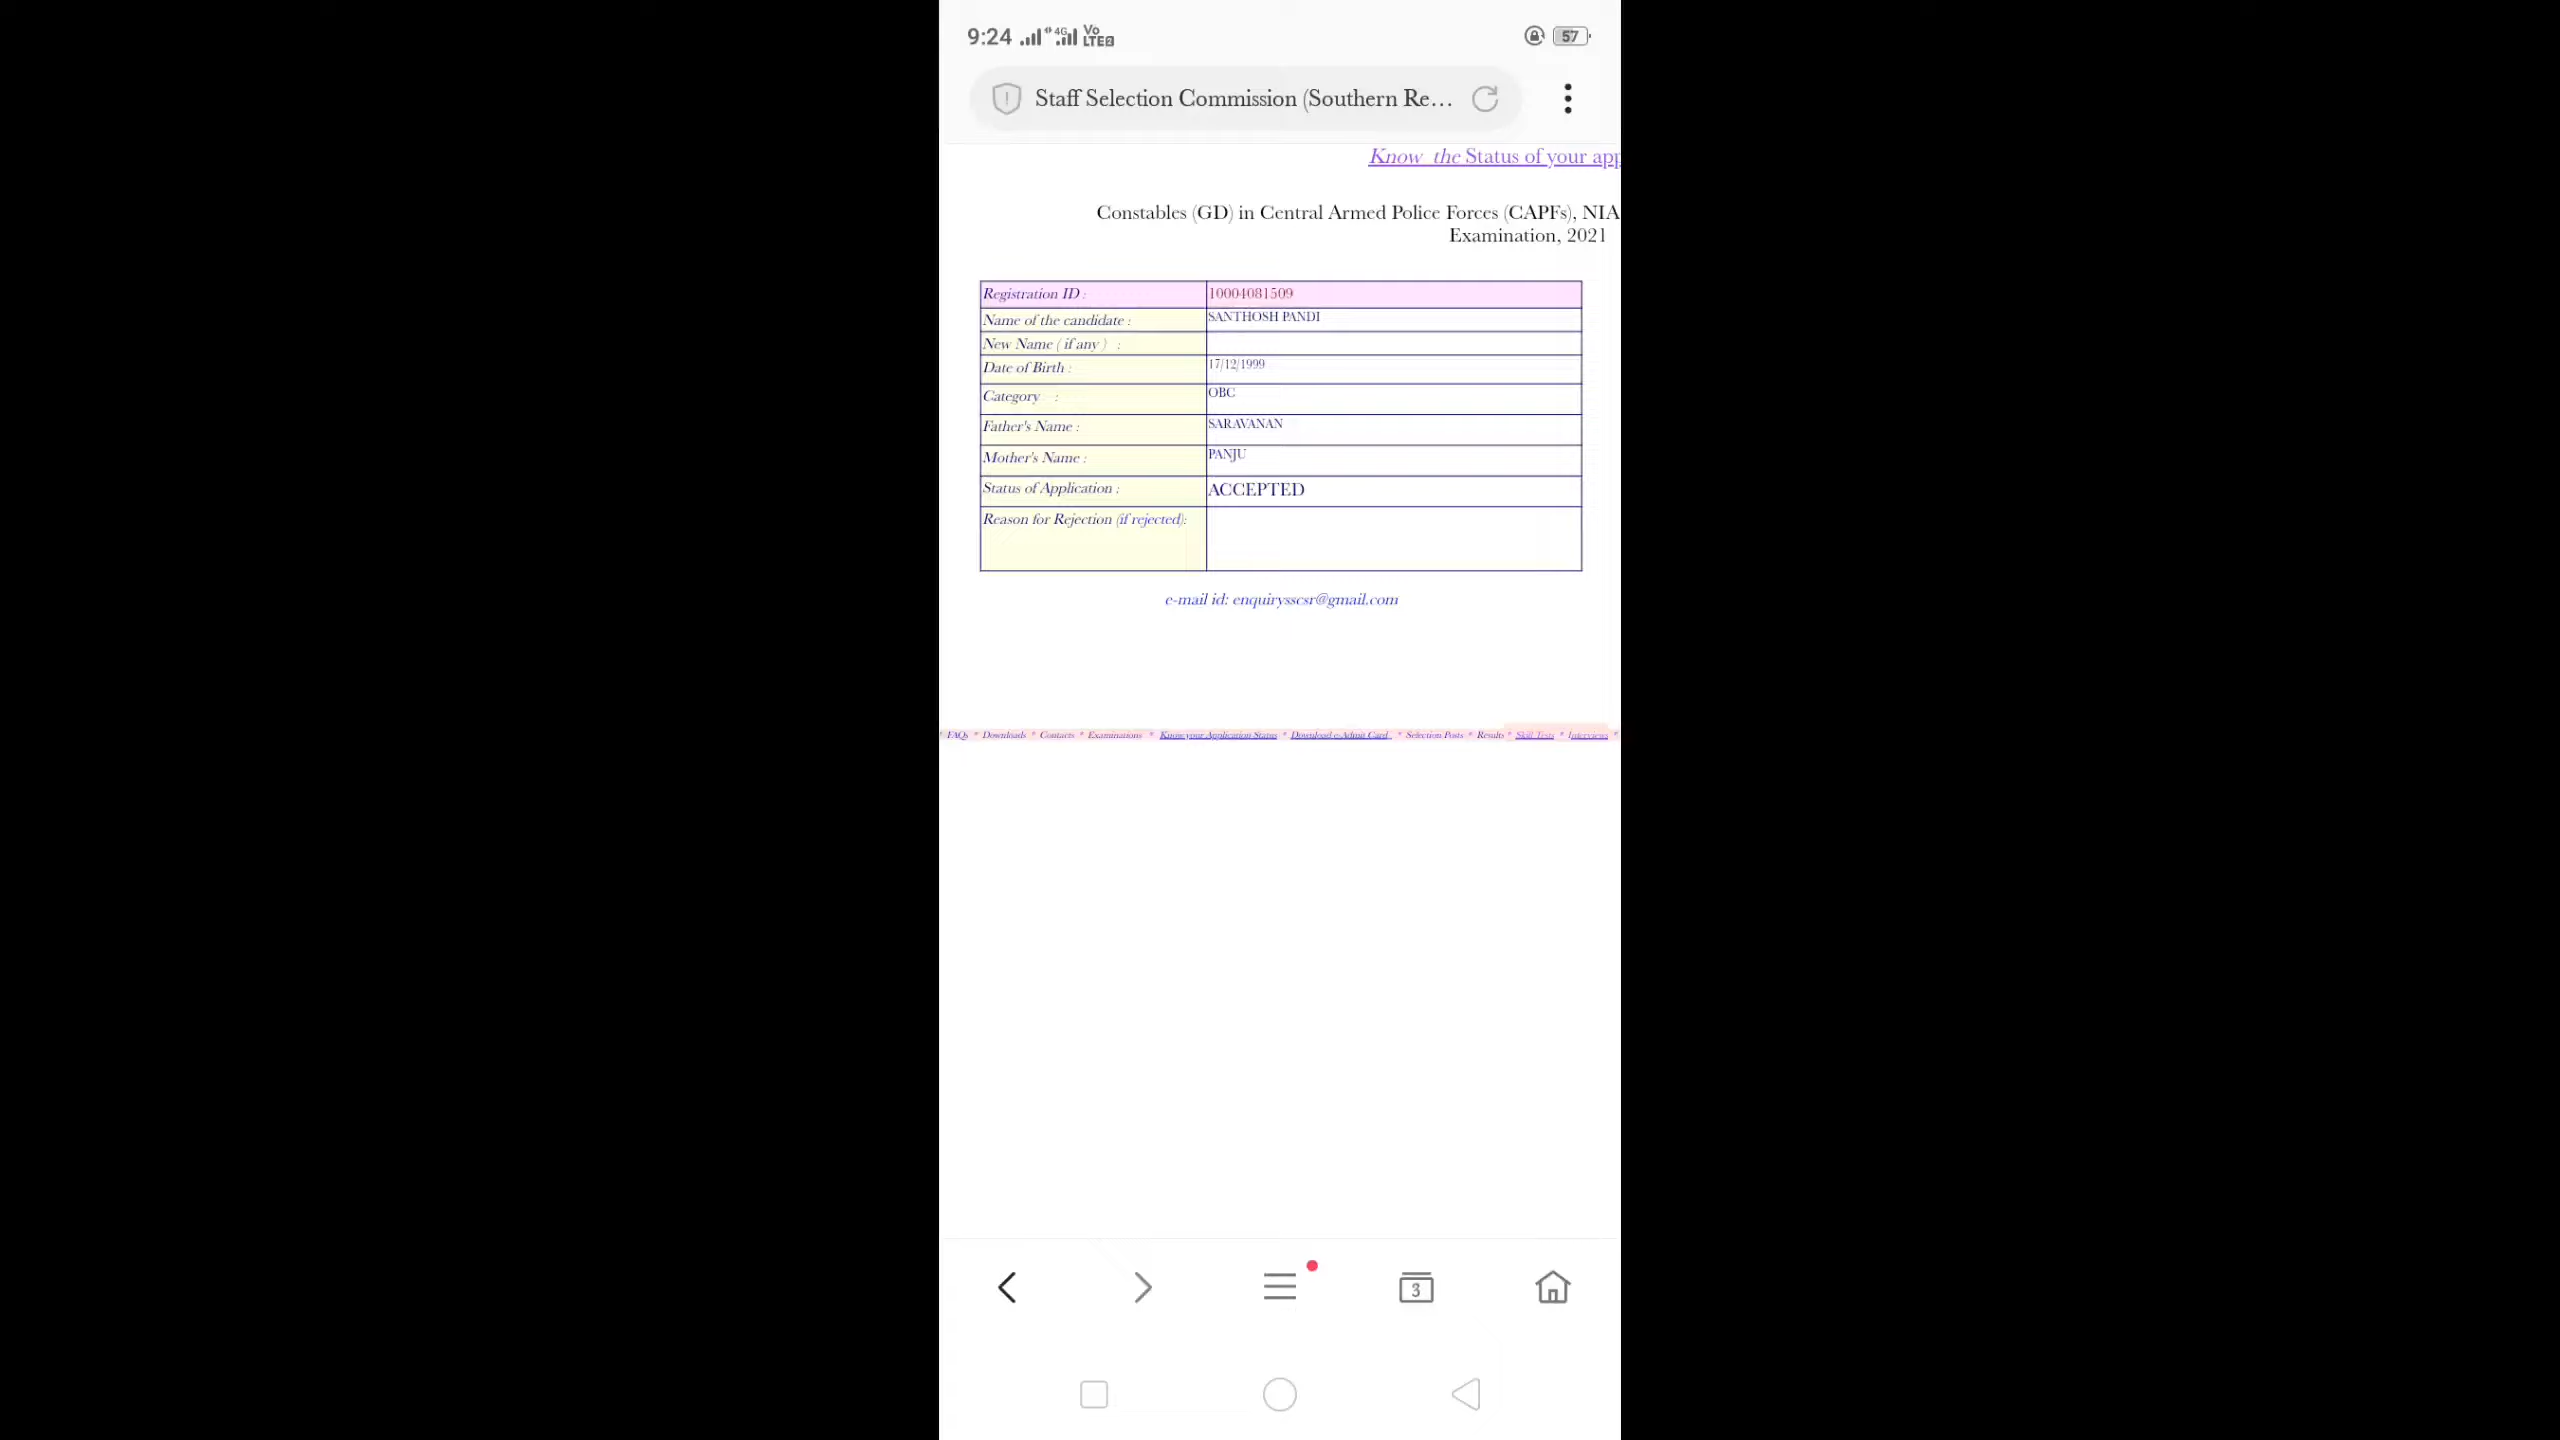 9:24 4G Vo LTE2 57
Staff Selection Commission (Southern Re...
Know the Status of your app
Constables (GD) in Central Armed Police Forces (CAPFs), NIA
Examination, 2021
Registration ID : 10004081509
Name of the candidate : SANTHOSH PANDI
New Name ( if any ) :
Date of Birth : 17/12/1999
Category : OBC
Father's Name : SARAVANAN
Mother's Name : PANJU
Status of Application : ACCEPTED
Reason for Rejection (if rejected):
e-mail id: enquirysscsr@gmail.com
* FAQs * Downloads * Contacts * Examinations * Know your Application Status * Download e-Admit Card * Selection Posts * Results * Skill Tests * Interviews *
3